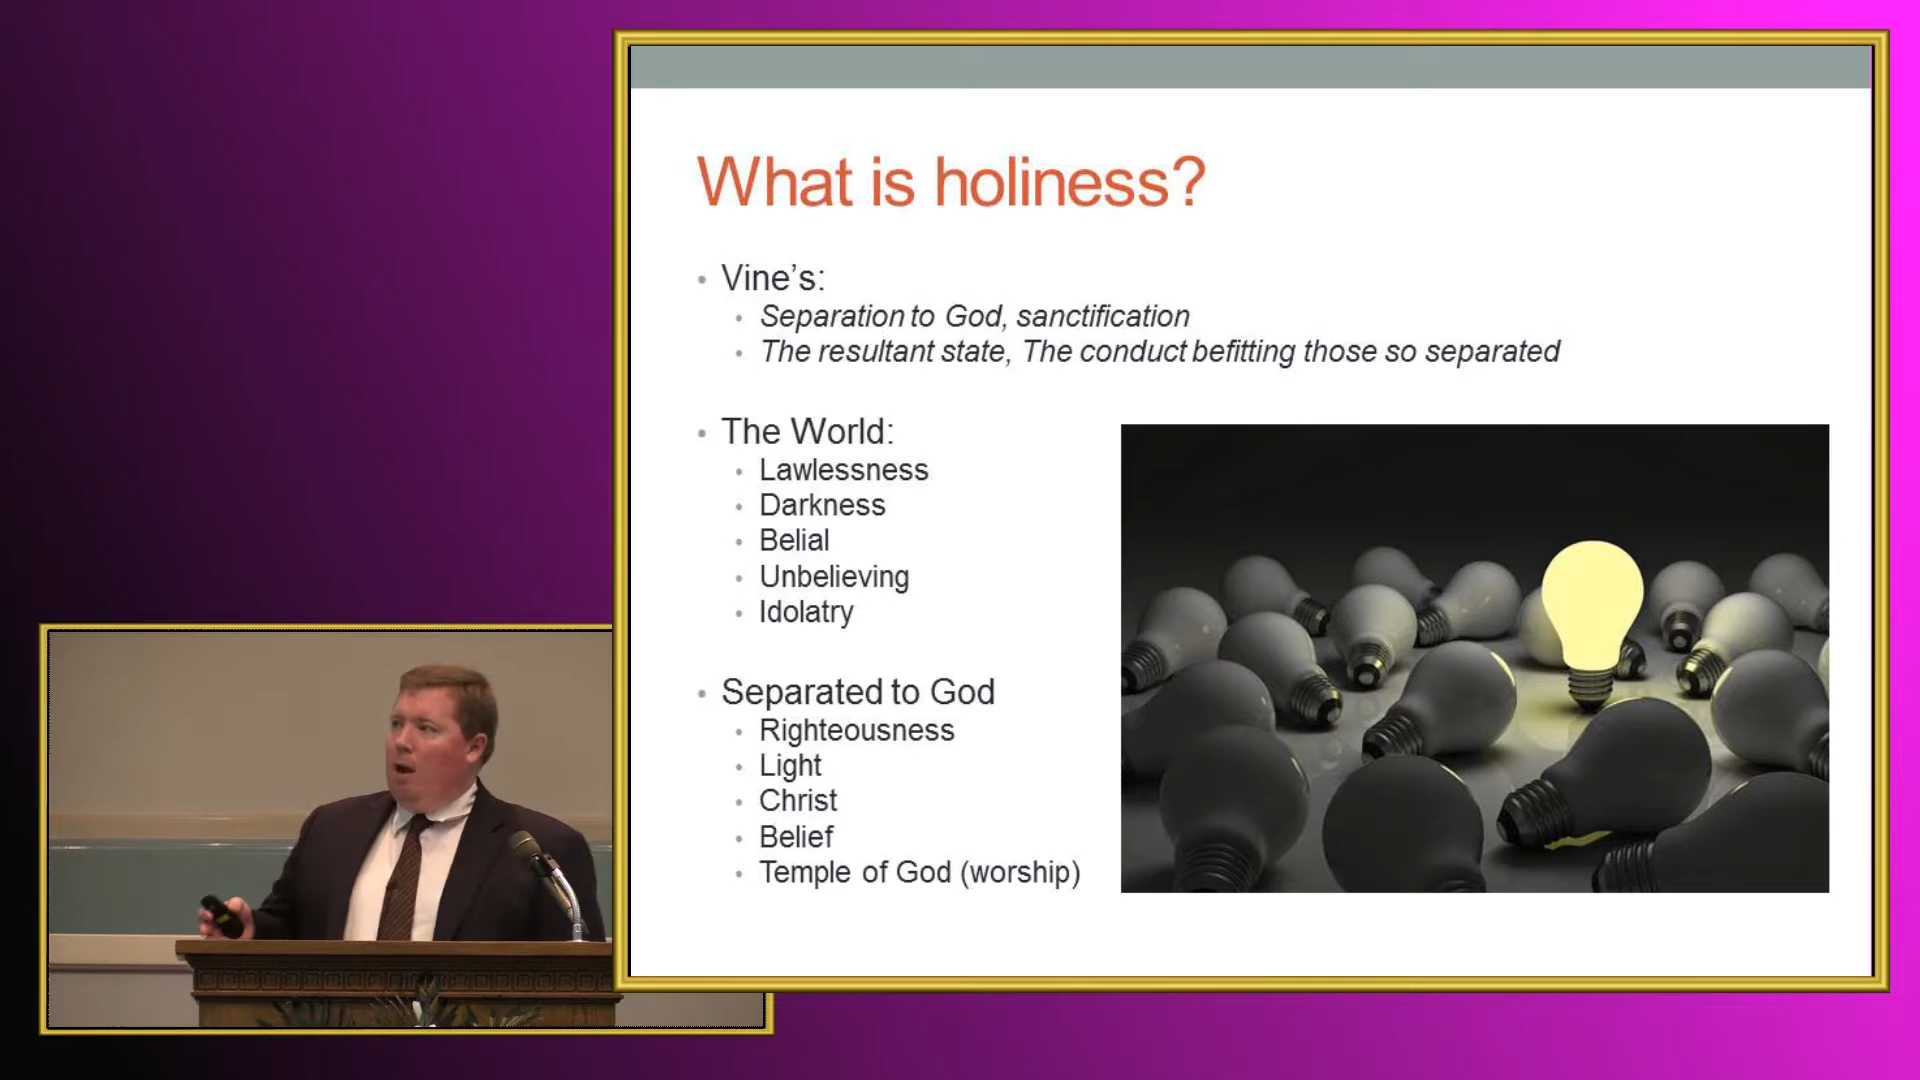 What is holiness?
Vine's:
Separation to God, sanctification
The resultant state, The conduct befitting those so separated
The World:
Lawlessness
Darkness
Belial
Unbelieving
Idolatry
Separated to God
Righteousness
Light
Christ
Belief
Temple of God (worship)